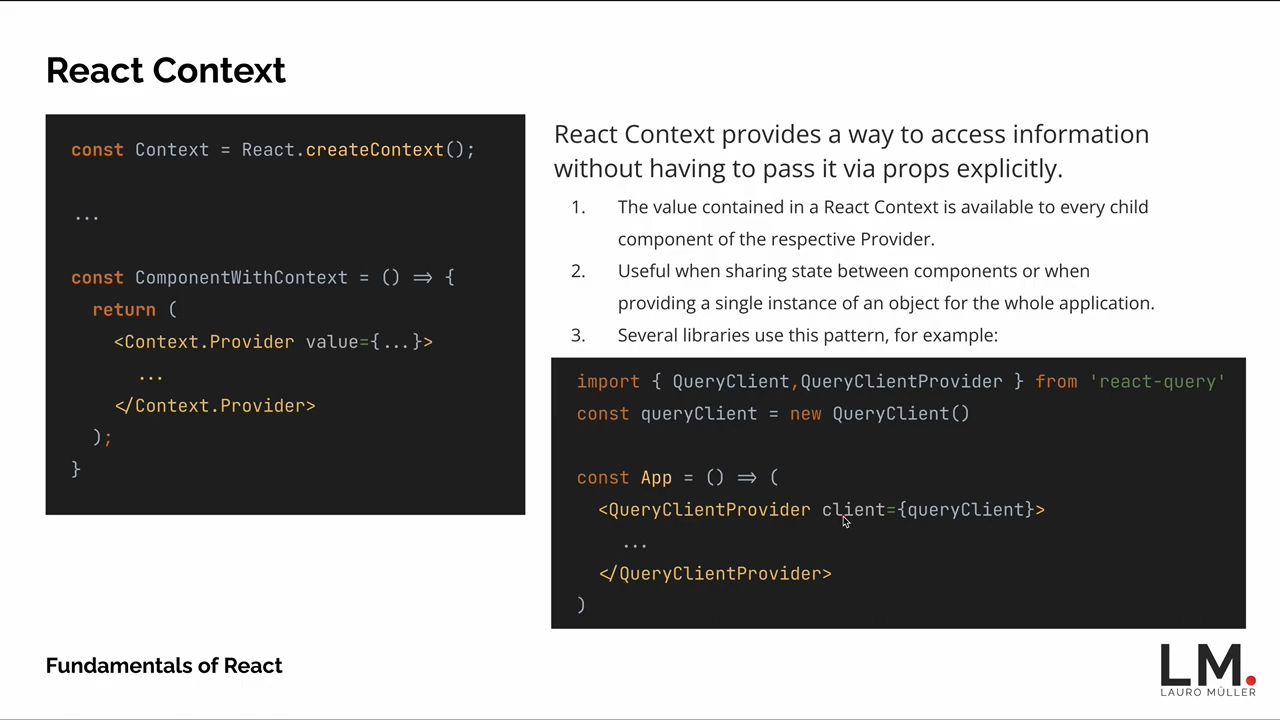 React Context
const Context = React.createContext();
...
const ComponentWithContext = () => {
return (
<Context.Provider value={...}>
...
</Context.Provider>
);
}
React Context provides a way to access information
without having to pass it via props explicitly.
1. The value contained in a React Context is available to every child
component of the respective Provider.
2. Useful when sharing state between components or when
providing a single instance of an object for the whole application.
3. Several libraries use this pattern, for example:
import { QueryClient,QueryClientProvider } from 'react-query'
const queryClient = new QueryClient()
const App = () => (
<QueryClientProvider client={queryClient}>
...
</QueryClientProvider>
)
Fundamentals of React
LM.
LAURO MÜLLER